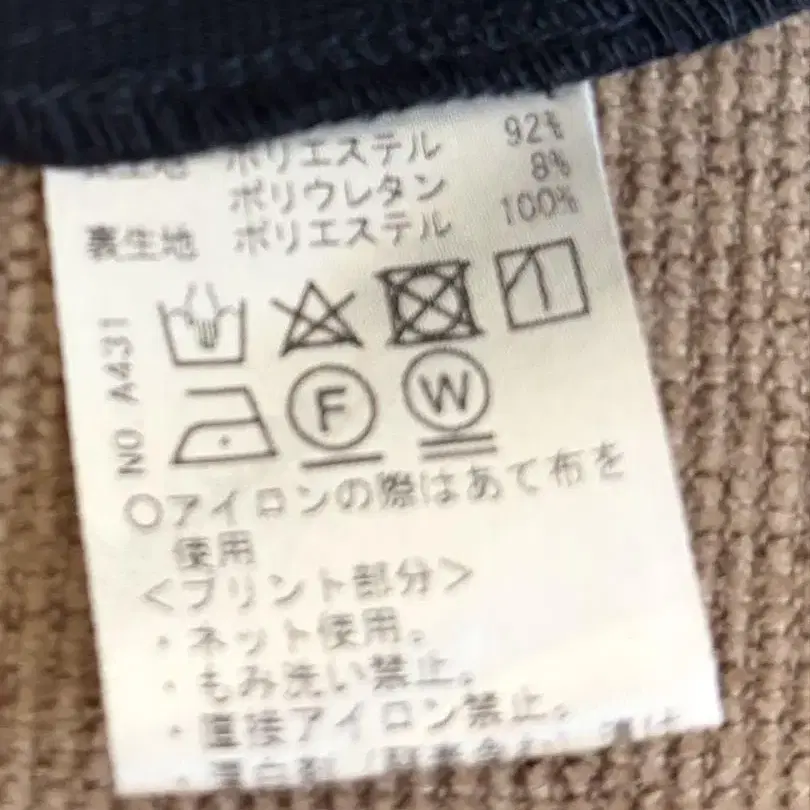 ポリエステル 92%
ポリウレタン 8%
裏生地 ポリエステル 100%
NO A431
F
W
○アイロンの際はあて布を
使用
<プリント部分>
・ネット使用。
・もみ洗い禁止。
・直接アイロン禁止。